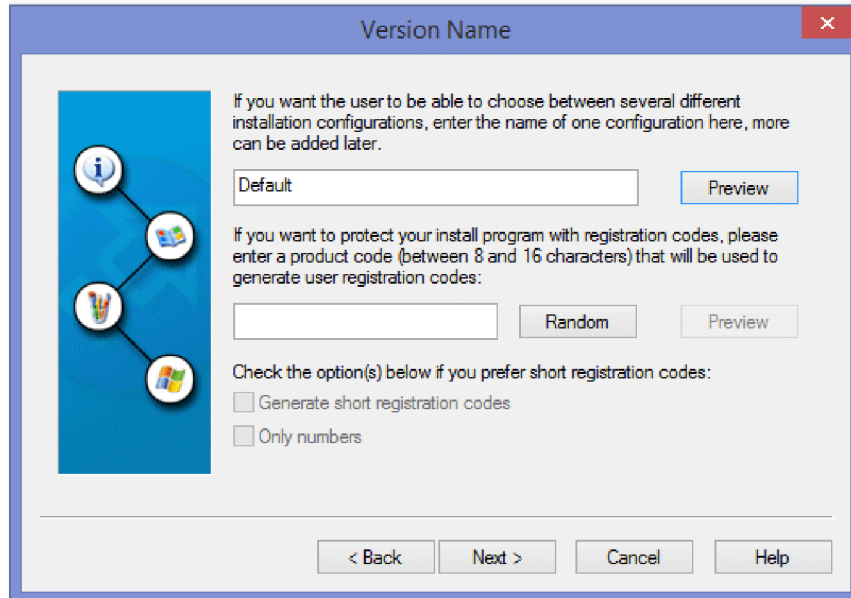 Version Name
If you want the user to be able to choose between several different
installation configurations, enter the name of one configuration here, more
can be added later.
Default
Preview
If you want to protect your install program with registration codes, please
enter a product code (between 8 and 16 characters) that will be used to
generate user registration codes:
Random
Preview
Check the option(s) below if you prefer short registration codes:
Generate short registration codes
Only numbers
< Back
Next >
Cancel
Help